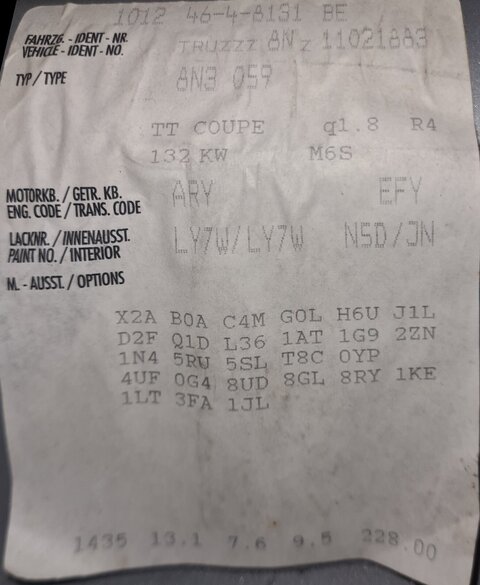 1012 46-4-8131 BE
FAHRZG. - IDENT - NR.
VEHICLE - IDENT - NO.
TRUZZZ 8N Z 11021883
TYP / TYPE
8N3 059
TT COUPE q1.8 R4
132 KW M6S
MOTORKB. / GETR. KB.
ENG. CODE / TRANS. CODE
ARY EFY
LACKNR. / INNENAUSST.
PAINT NO. / INTERIOR
LY7W/LY7W N5D/JN
M. - AUSST. / OPTIONS
X2A B0A C4M G0L H6U J1L
D2F Q1D L36 1AT 1G9 2ZN
1N4 5RU 5SL T8C 0YP
4UF 0G4 8UD 8GL 8RY 1KE
1LT 3FA 1JL
1435 13.1 7.6 9.5 228.00